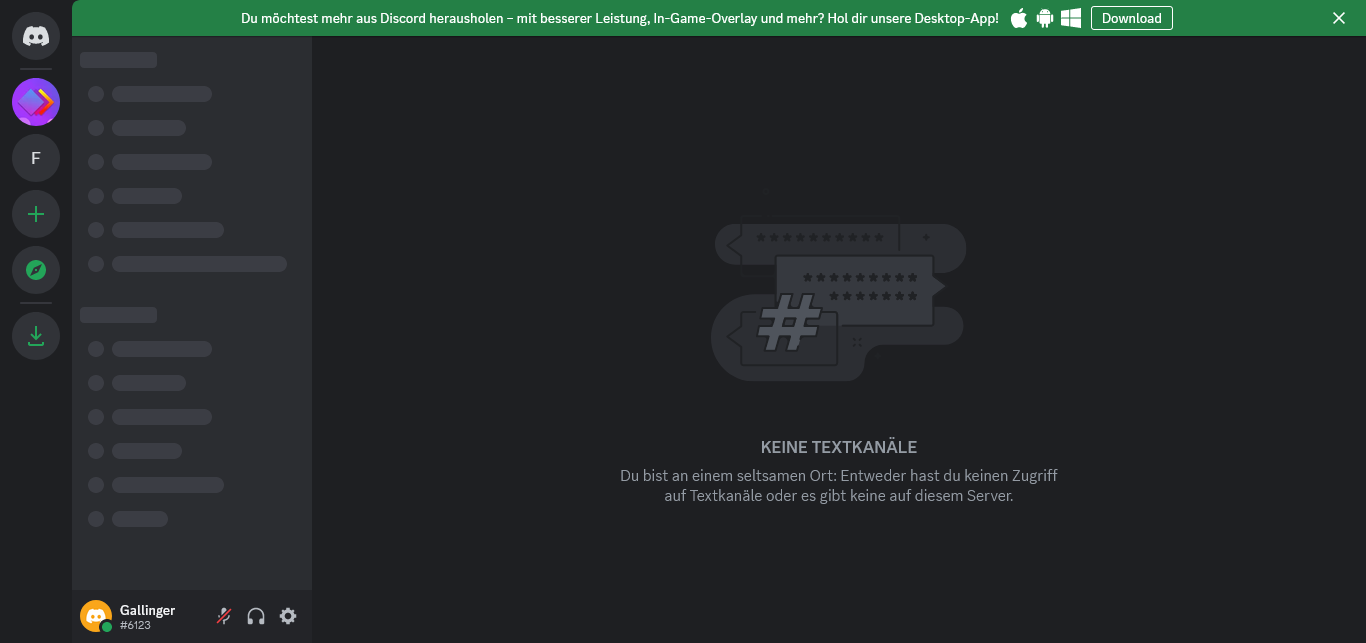 Du möchtest mehr aus Discord herausholen – mit besserer Leistung, In-Game-Overlay und mehr? Hol dir unsere Desktop-App! Download
F
KEINE TEXTKANÄLE
Du bist an einem seltsamen Ort: Entweder hast du keinen Zugriff
auf Textkanäle oder es gibt keine auf diesem Server.
Gallinger
#6123